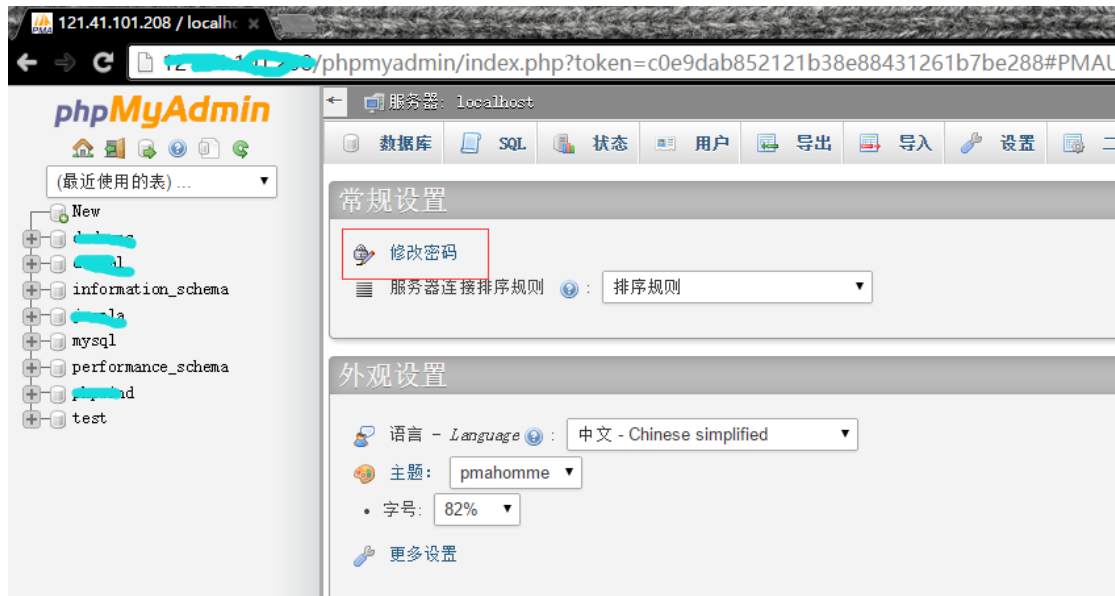 121.41.101.208 / localho
/phpmyadmin/index.php?token=c0e9dab852121b38e88431261b7be288#PMAU
phpMyAdmin
服务器: localhost
数据库 SQL 状态 用户 导出 导入 设置
(最近使用的表) ...
New
information_schema
mysql
performance_schema
test
常规设置
修改密码
服务器连接排序规则 : 排序规则
外观设置
语言 - Language : 中文 - Chinese simplified
主题: pmahomme
字号: 82%
更多设置